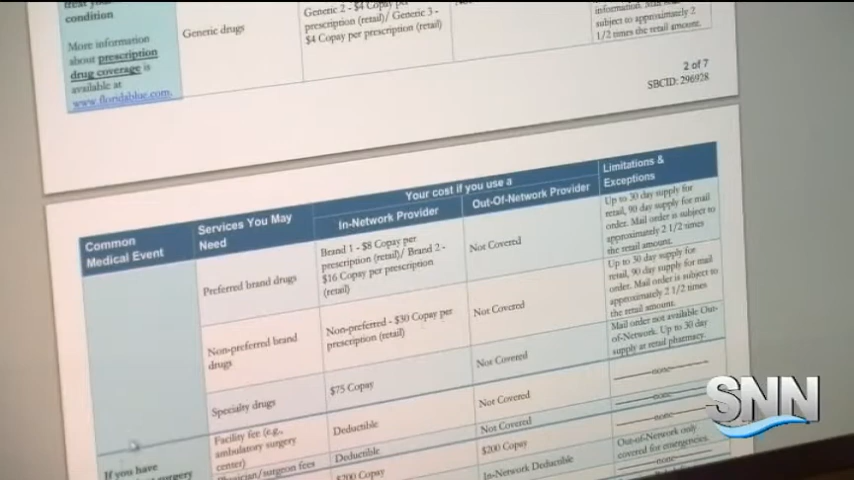 treat your
condition
More information
about prescription
drug coverage is
available at
www.floridablue.com.
Generic drugs
Generic 2 - $4 Copay per
prescription (retail)/ Generic 3 -
$4 Copay per prescription (retail)
information. Mail
subject to approximately 2
1/2 times the retail amount.
2 of 7
SBCID: 296928
Common
Medical Event
Services You May
Need
Your cost if you use a
In-Network Provider
Out-Of-Network Provider
Limitations &
Exceptions
Preferred brand drugs
Brand 1 - $8 Copay per
prescription (retail)/ Brand 2 -
$16 Copay per prescription
(retail)
Not Covered
Up to 30 day supply for
retail, 90 day supply for mail
order. Mail order is subject to
approximately 2 1/2 times
the retail amount.
Non-preferred brand
drugs
Non-preferred - $30 Copay per
prescription (retail)
Not Covered
Up to 30 day supply for
retail, 90 day supply for mail
order. Mail order is subject to
approximately 2 1/2 times
the retail amount.
Specialty drugs
$75 Copay
Not Covered
Mail order not available Out-
of-Network. Up to 30 day
supply at retail pharmacy.
Facility fee (e.g.,
ambulatory surgery
center)
Deductible
Not Covered
none
Physician/surgeon fees
Deductible
Not Covered
none
$200 Copay
$200 Copay
none
In-Network Deductible
Out-of-Network only
covered for emergencies.
none
If you have
surgery
SNN